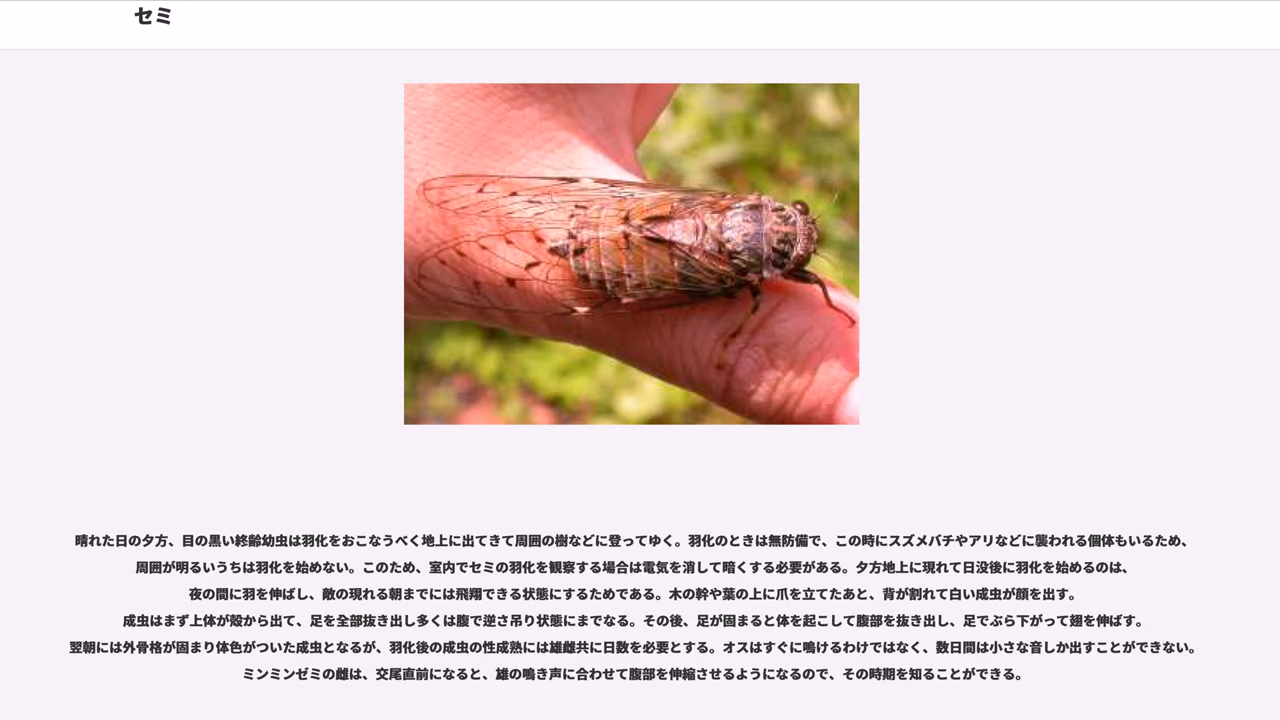 セミ
晴れた日の夕方、目の黒い終齢幼虫は羽化をおこなうべく地上に出てきて周囲の樹などに登ってゆく。羽化のときは無防備で、この時にスズメバチやアリなどに襲われる個体もいるため、
周囲が明るいうちは羽化を始めない。このため、室内でセミの羽化を観察する場合は電気を消して暗くする必要がある。夕方地上に現れて日没後に羽化を始めるのは、
夜の間に羽を伸ばし、敵の現れる朝までには飛翔できる状態にするためである。木の幹や葉の上に爪を立てたあと、背が割れて白い成虫が顔を出す。
成虫はまず上体が殻から出て、足を全部抜き出し多くは腹で逆さ吊り状態にまでなる。その後、足が固まると体を起こして腹部を抜き出し、足でぶら下がって翅を伸ばす。
翌朝には外骨格が固まり体色がついた成虫となるが、羽化後の成虫の性成熟には雄雌共に日数を必要とする。オスはすぐに鳴けるわけではなく、数日間は小さな音しか出すことができない。
ミンミンゼミの雌は、交尾直前になると、雄の鳴き声に合わせて腹部を伸縮させるようになるので、その時期を知ることができる。